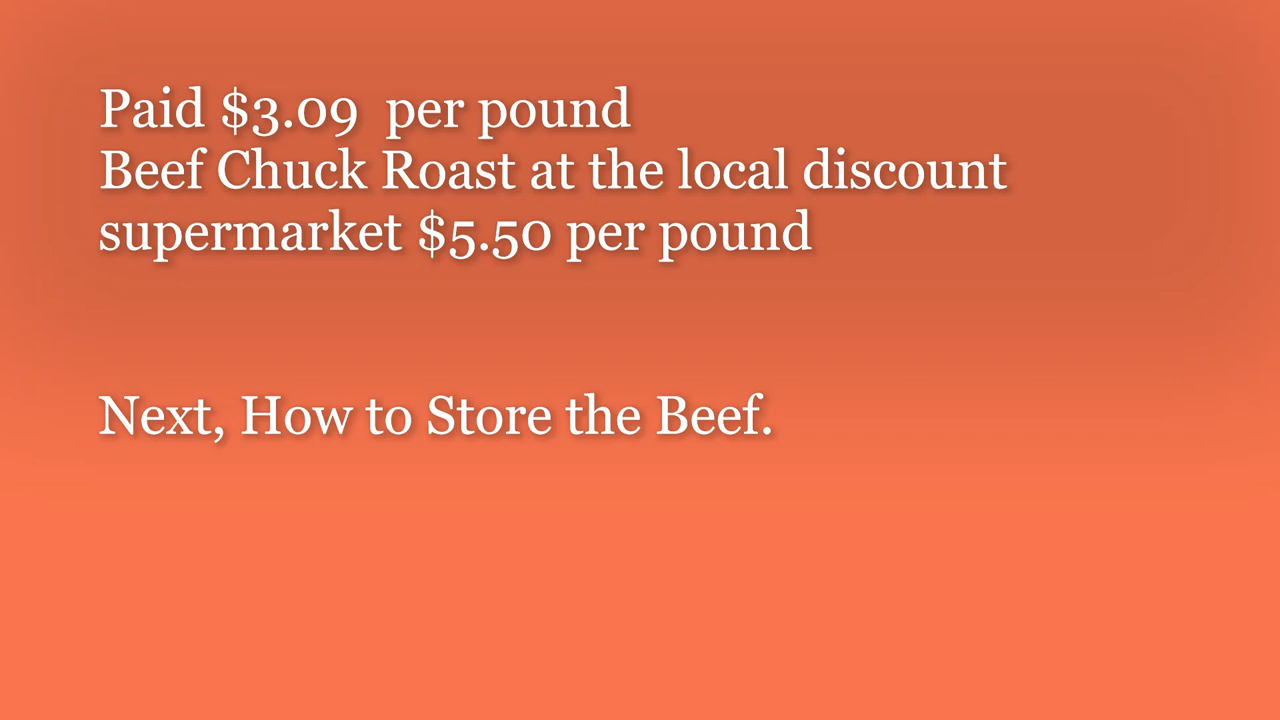 Paid $3.09  per pound
Beef Chuck Roast at the local discount
supermarket $5.50 per pound
Next, How to Store the Beef.